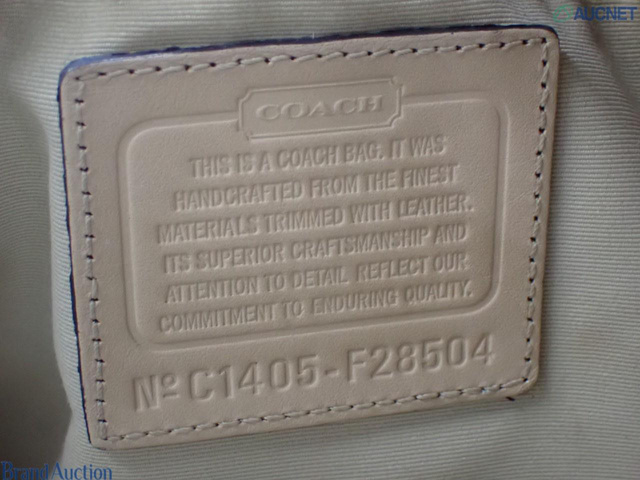 AUCNET
COACH
THIS IS A COACH BAG. IT WAS
HANDCRAFTED FROM THE FINEST
MATERIALS TRIMMED WITH LEATHER.
ITS SUPERIOR CRAFTSMANSHIP AND
ATTENTION TO DETAIL REFLECT OUR
COMMITMENT TO ENDURING QUALITY.
Nº C1405-F28504
Brand Auction